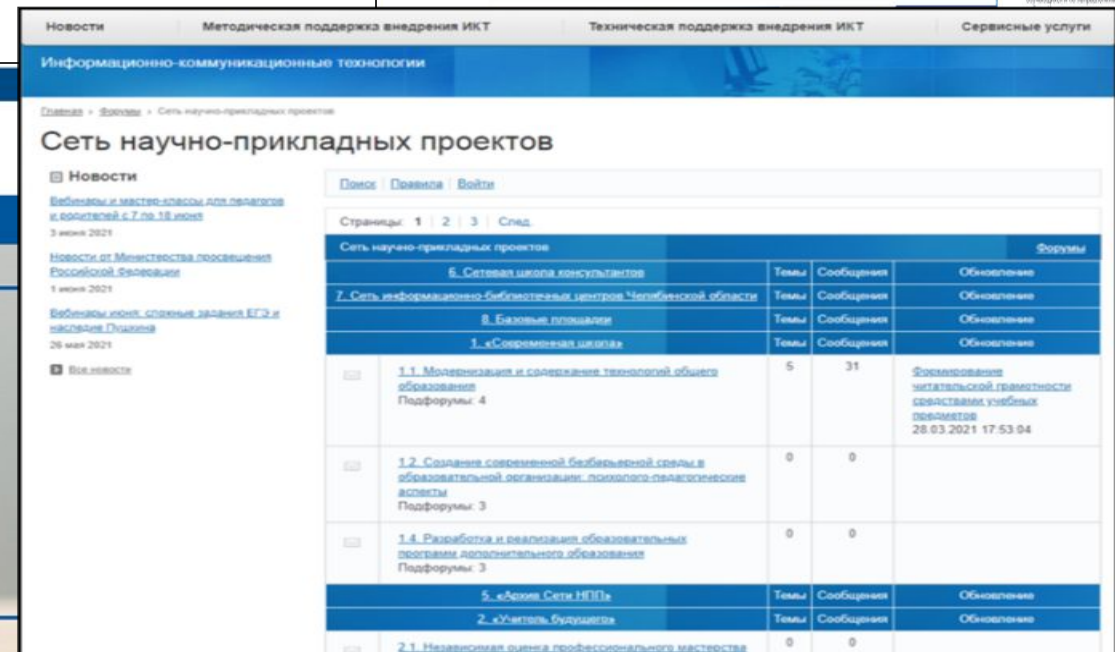 Новости Методическая поддержка внедрения ИКТ Техническая поддержка внедрения ИКТ Сервисные услуги
Информационно-коммуникационные технологии
Главная » Форумы » Сеть научно-прикладных проектов
Сеть научно-прикладных проектов
Новости
Вебинары и мастер-классы для педагогов
и родителей с 7 по 18 июня
3 июня 2021
Новости от Министерства просвещения
Российской Федерации
1 июня 2021
Вебинары июня: сложные задания ЕГЭ и
наследие Пушкина
26 мая 2021
Все новости
Поиск Правила Войти
Страницы: 1 2 3 След.
Сеть научно-прикладных проектов Форумы
6. Сетевая школа консультантов Темы Сообщения Обновление
7. Сеть информационно-библиотечных центров Челябинской области Темы Сообщения Обновление
8. Базовые площадки Темы Сообщения Обновление
1. «Современная школа» Темы Сообщения Обновление
1.1. Модернизация и содержание технологий общего
образования
Подфорумы: 4
5 31
Формирование
читательской грамотности
средствами учебных
предметов
28.03.2021 17:53:04
1.2. Создание современной безбарьерной среды в
образовательной организации: психолого-педагогические
аспекты
Подфорумы: 3
0 0
1.4. Разработка и реализация образовательных
программ дополнительного образования
Подфорумы: 3
0 0
5. «Архив Сети НПП» Темы Сообщения Обновление
2. «Учитель будущего» Темы Сообщения Обновление
2.1. Независимая оценка профессионального мастерства 0 0